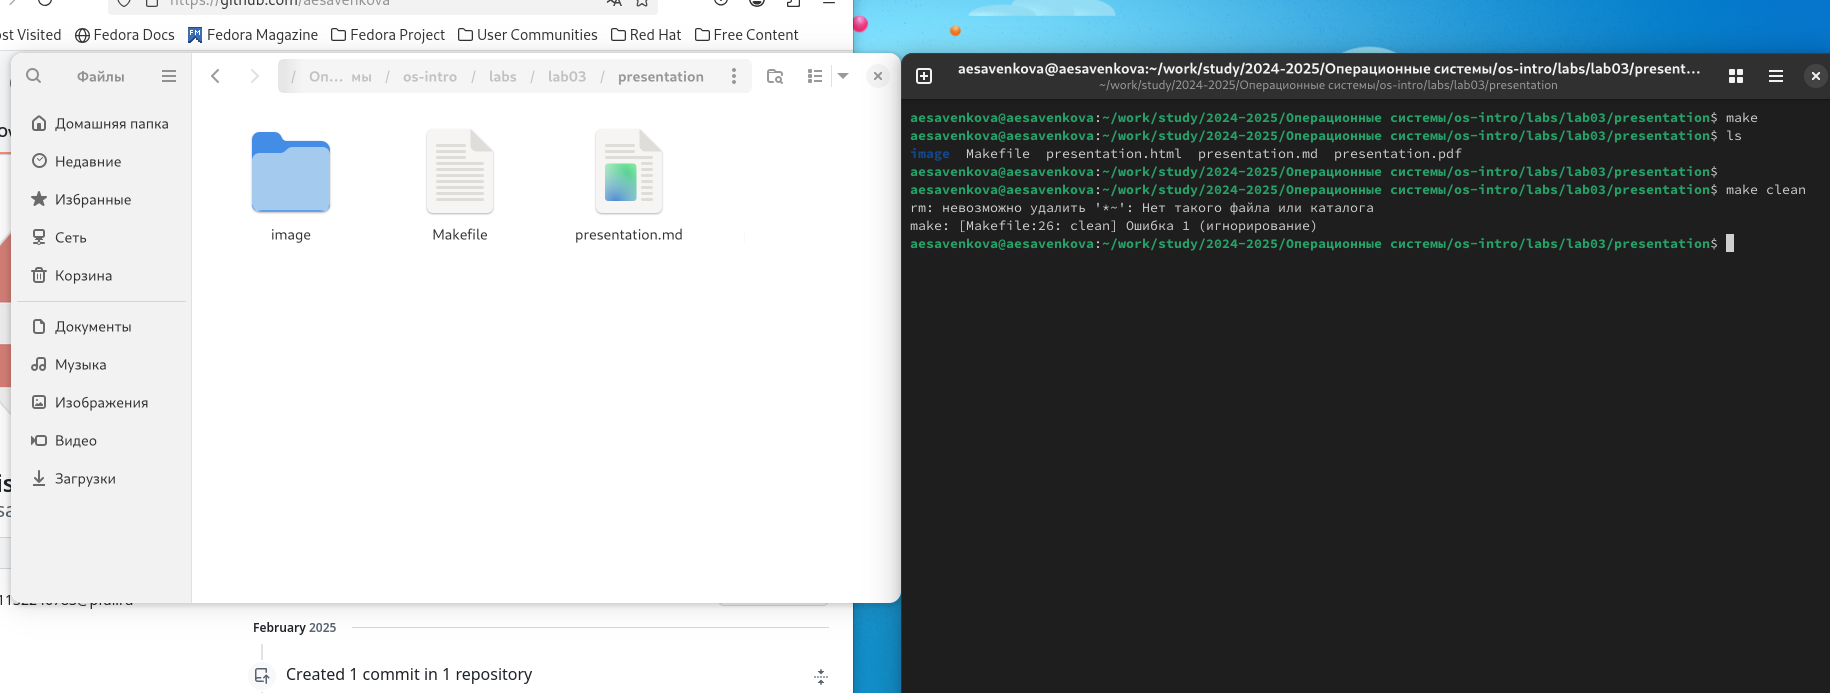 https://github.com/aesavenkova
st Visited Fedora Docs Fedora Magazine Fedora Project User Communities Red Hat Free Content
Файлы
/ Оп... мы / os-intro / labs / lab03 / presentation
Домашняя папка
Недавние
Избранные
Сеть
Корзина
Документы
Музыка
Изображения
Видео
Загрузки
image
Makefile
presentation.md
February 2025
Created 1 commit in 1 repository
aesavenkova@aesavenkova:~/work/study/2024-2025/Операционные системы/os-intro/labs/lab03/present...
~/work/study/2024-2025/Операционные системы/os-intro/labs/lab03/presentation
aesavenkova@aesavenkova:~/work/study/2024-2025/Операционные системы/os-intro/labs/lab03/presentation$ make
aesavenkova@aesavenkova:~/work/study/2024-2025/Операционные системы/os-intro/labs/lab03/presentation$ ls
image Makefile presentation.html presentation.md presentation.pdf
aesavenkova@aesavenkova:~/work/study/2024-2025/Операционные системы/os-intro/labs/lab03/presentation$
aesavenkova@aesavenkova:~/work/study/2024-2025/Операционные системы/os-intro/labs/lab03/presentation$ make clean
rm: невозможно удалить '*~': Нет такого файла или каталога
make: [Makefile:26: clean] Ошибка 1 (игнорирование)
aesavenkova@aesavenkova:~/work/study/2024-2025/Операционные системы/os-intro/labs/lab03/presentation$